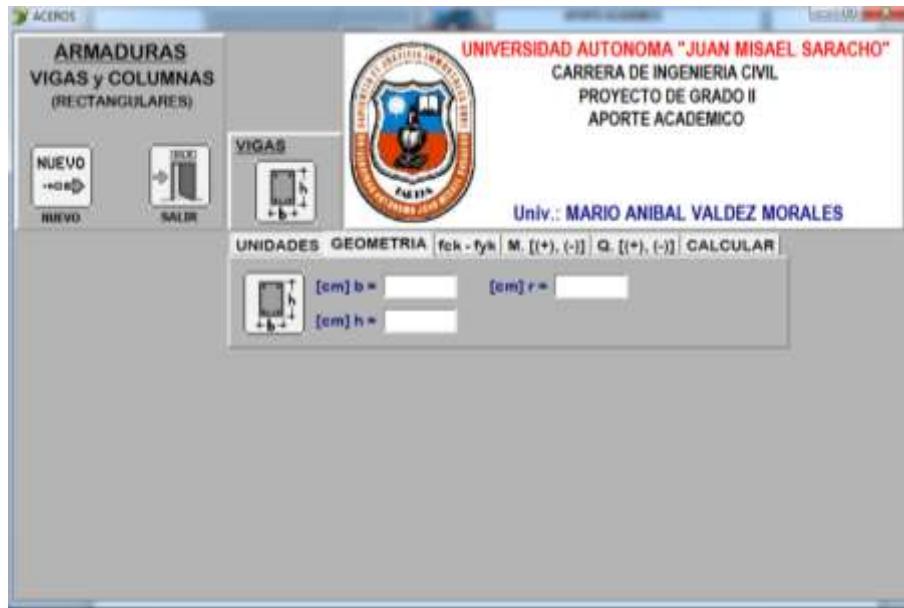 ACEROS
ARMADURAS
VIGAS y COLUMNAS
(RECTANGULARES)
NUEVO
NUEVO
SALIR
VIGAS
h
b
UNIVERSIDAD AUTONOMA "JUAN MISAEL SARACHO"
CARRERA DE INGENIERIA CIVIL
PROYECTO DE GRADO II
APORTE ACADEMICO
TARIJA
Univ.: MARIO ANIBAL VALDEZ MORALES
UNIDADES GEOMETRIA fck - fyk M. [(+), (-)] Q. [(+), (-)] CALCULAR
h
b
[cm] b = [cm] r =
[cm] h =